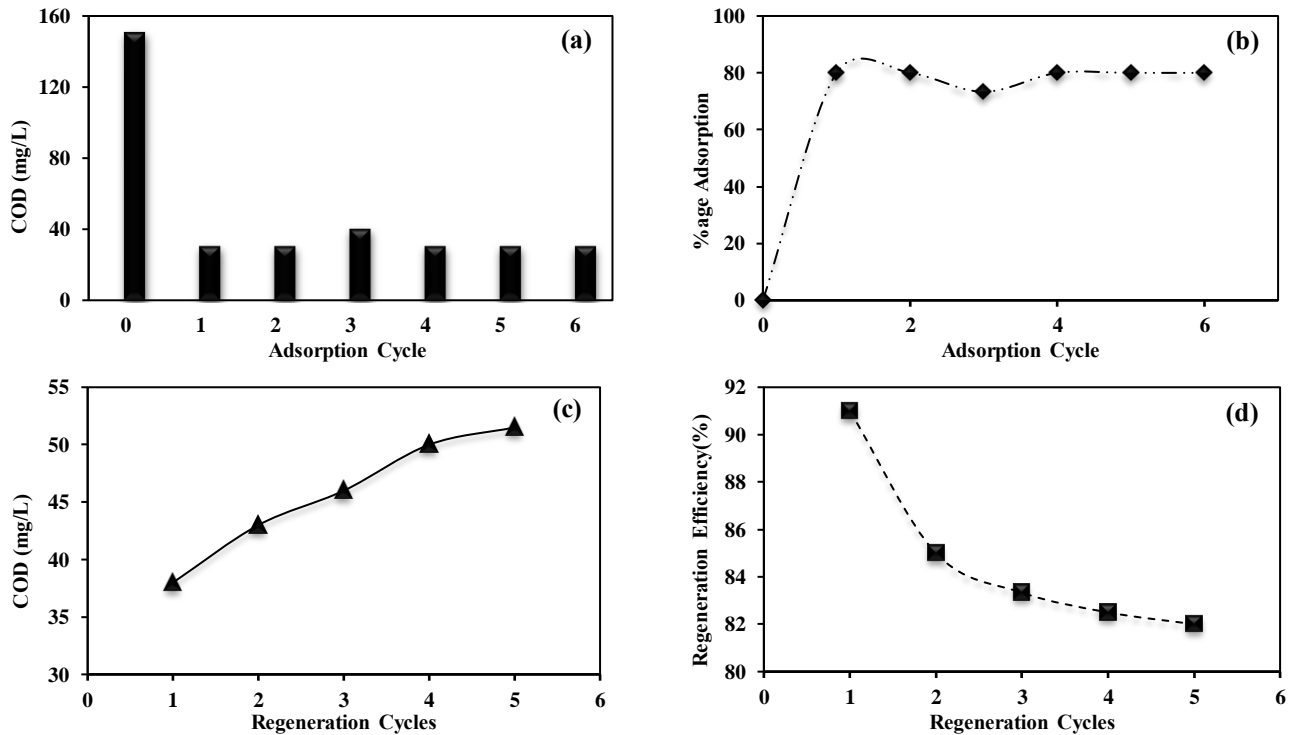 (a)
COD (mg/L)
160
120
80
40
0
0 1 2 3 4 5 6
Adsorption Cycle
(b)
%age Adsorption
100
80
60
40
20
0
0 2 4 6
Adsorption Cycle
(c)
COD (mg/L)
55
50
45
40
35
30
0 1 2 3 4 5 6
Regeneration Cycles
(d)
Regeneration Efficiency(%)
92
90
88
86
84
82
80
0 1 2 3 4 5 6
Regeneration Cycles